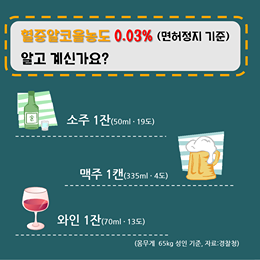 혈중알코올농도 0.03% (면허정지 기준)
알고 계신가요?
소주 1잔(50ml · 19도)
맥주 1캔(335ml · 4도)
와인 1잔(70ml · 13도)
(몸무게 65kg 성인 기준, 자료:경찰청)